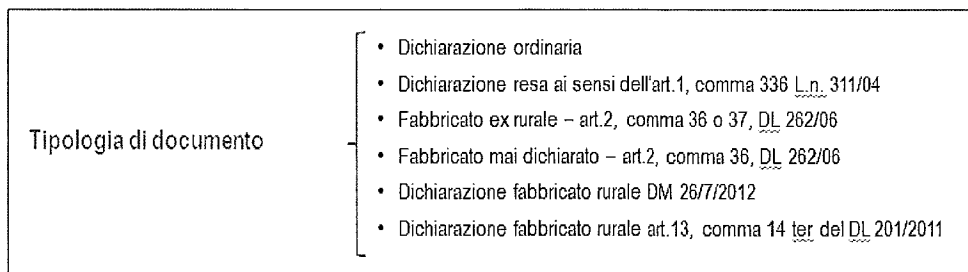 Tipologia di documento
• Dichiarazione ordinaria
• Dichiarazione resa ai sensi dell'art.1, comma 336 L.n. 311/04
• Fabbricato ex rurale – art.2, comma 36 o 37, DL 262/06
• Fabbricato mai dichiarato – art.2, comma 36, DL 262/06
• Dichiarazione fabbricato rurale DM 26/7/2012
• Dichiarazione fabbricato rurale art.13, comma 14 ter del DL 201/2011